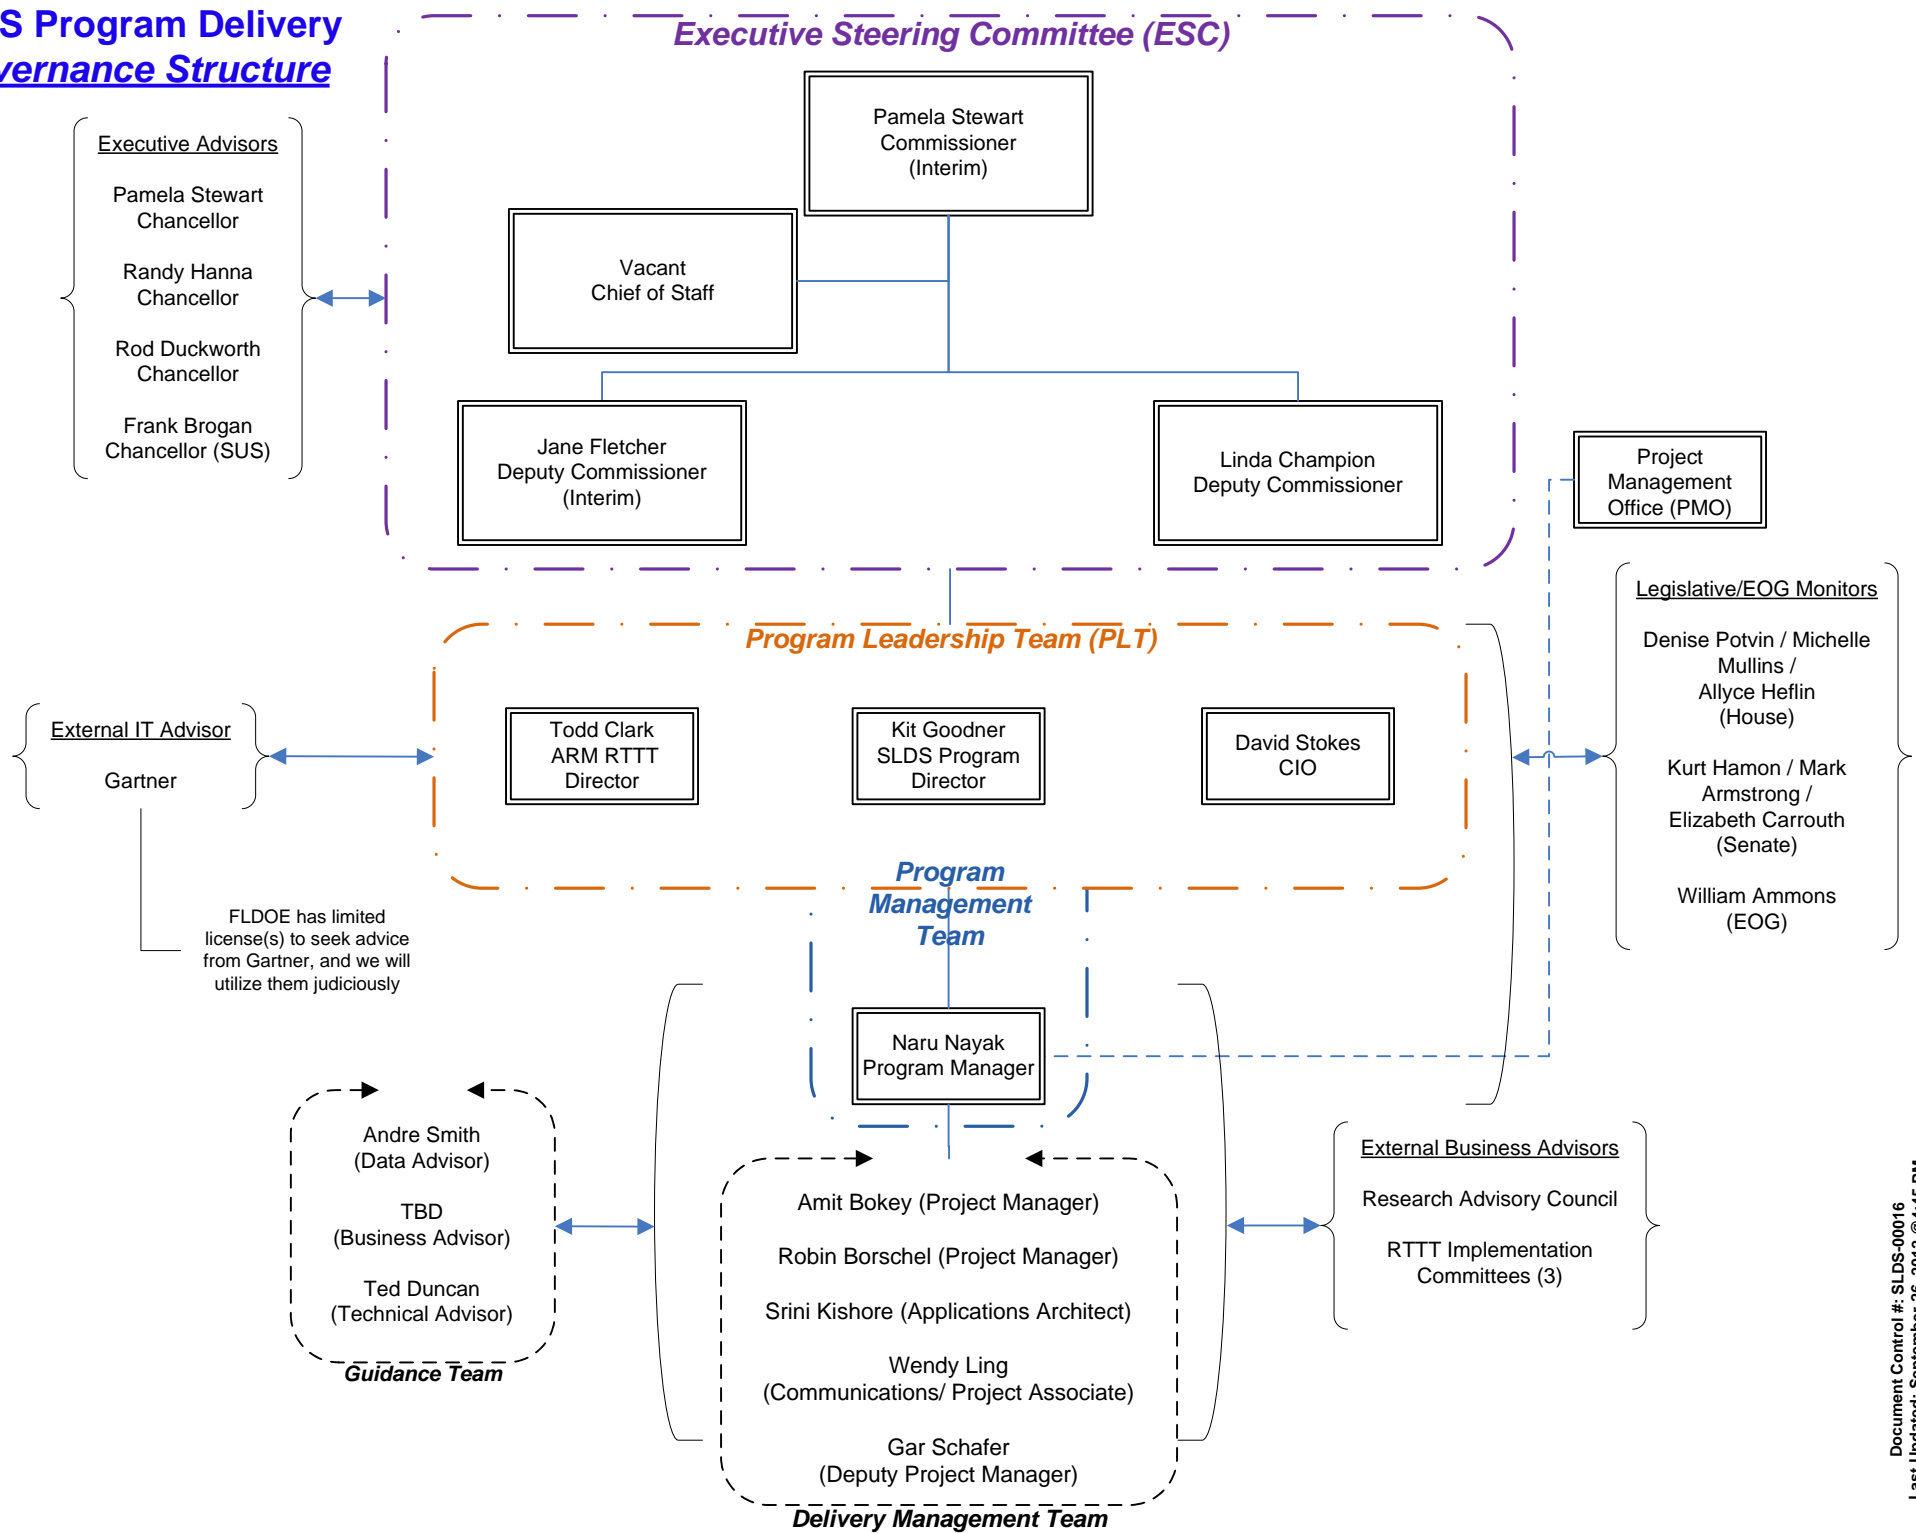 S Program Delivery
vernance Structure
Executive Steering Committee (ESC)
Pamela Stewart
Commissioner
(Interim)
Executive Advisors
Pamela Stewart
Chancellor
Randy Hanna
Chancellor
Rod Duckworth
Chancellor
Frank Brogan
Chancellor (SUS)
Vacant
Chief of Staff
Jane Fletcher
Deputy Commissioner
(Interim)
Linda Champion
Deputy Commissioner
Project
Management
Office (PMO)
Legislative/EOG Monitors
Denise Potvin / Michelle
Mullins /
Allyce Heflin
(House)
Kurt Hamon / Mark
Armstrong /
Elizabeth Carrouth
(Senate)
William Ammons
(EOG)
Program Leadership Team (PLT)
Todd Clark
ARM RTTT
Director
Kit Goodner
SLDS Program
Director
David Stokes
CIO
External IT Advisor
Gartner
FLDOE has limited
license(s) to seek advice
from Gartner, and we will
utilize them judiciously
Program
Management
Team
Naru Nayak
Program Manager
Andre Smith
(Data Advisor)
TBD
(Business Advisor)
Ted Duncan
(Technical Advisor)
Guidance Team
Amit Bokey (Project Manager)
Robin Borschel (Project Manager)
Srini Kishore (Applications Architect)
Wendy Ling
(Communications/ Project Associate)
Gar Schafer
(Deputy Project Manager)
Delivery Management Team
External Business Advisors
Research Advisory Council
RTTT Implementation
Committees (3)
Document Control #: SLDS-00016
Last Updated: September 26, 2012 @4:45 PM